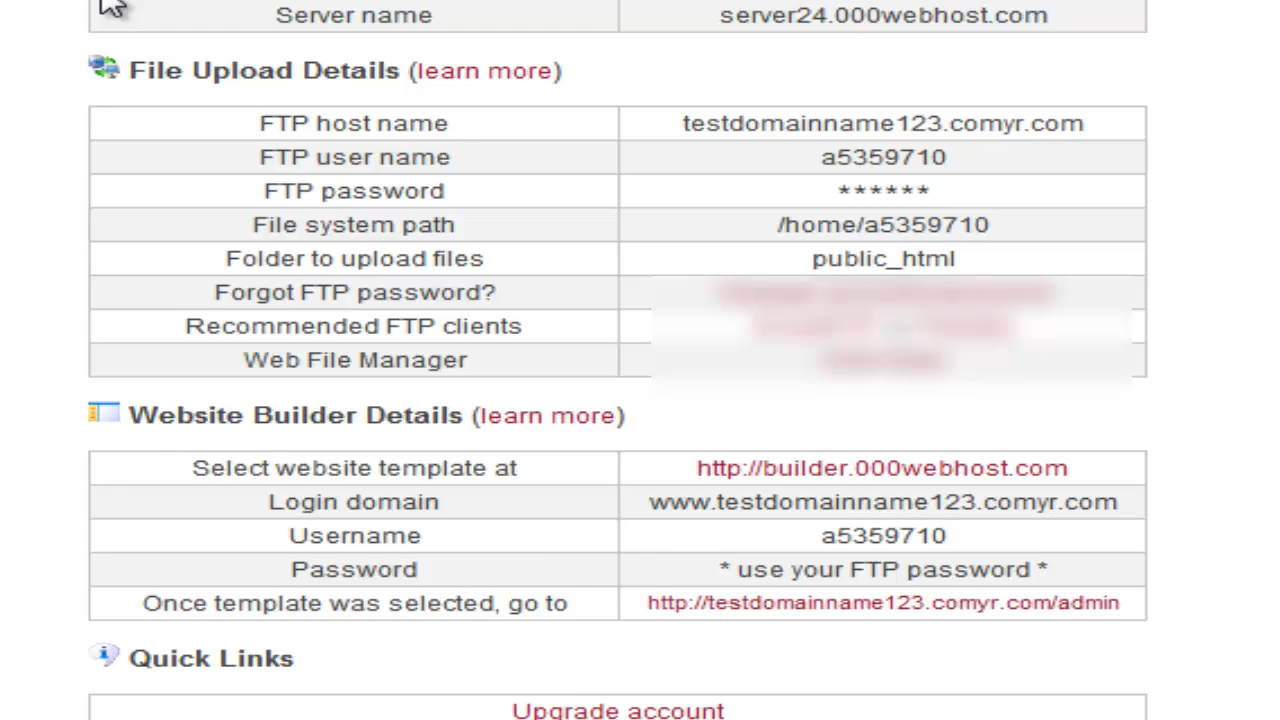 Server name server24.000webhost.com
File Upload Details (learn more)
FTP host name testdomainname123.comyr.com
FTP user name a5359710
FTP password ******
File system path /home/a5359710
Folder to upload files public_html
Forgot FTP password?
Recommended FTP clients
Web File Manager
Website Builder Details (learn more)
Select website template at http://builder.000webhost.com
Login domain www.testdomainname123.comyr.com
Username a5359710
Password * use your FTP password *
Once template was selected, go to http://testdomainname123.comyr.com/admin
Quick Links
Upgrade account